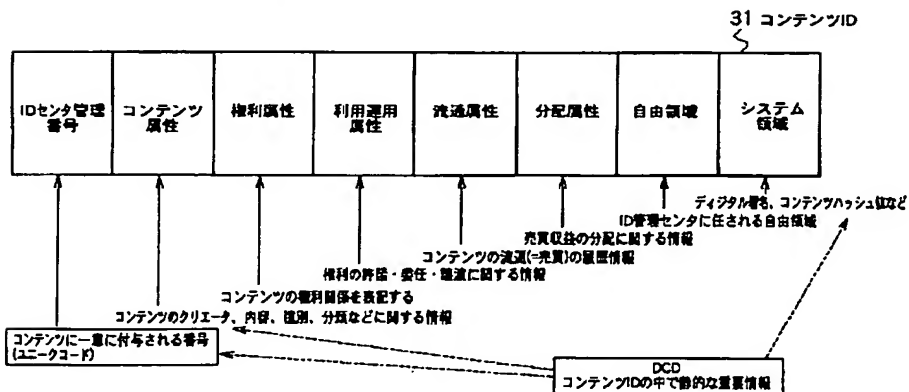 31 コンテンツID
IDセンタ管理
番号
コンテンツ
属性
権利属性
利用運用
属性
流通属性
分配属性
自由領域
システム
領域
ディジタル署名、コンテンツハッシュ値など
ID管理センタに任される自由領域
売買収益の分配に関する情報
コンテンツの流通(=売買)の履歴情報
権利の許諾・委任・譲渡に関する情報
コンテンツの権利関係を表記する
コンテンツのクリエータ、内容、種別、分類などに関する情報
コンテンツに一意に付与される番号
(ユニークコード)
DCD
コンテンツIDの中で静的な重要情報